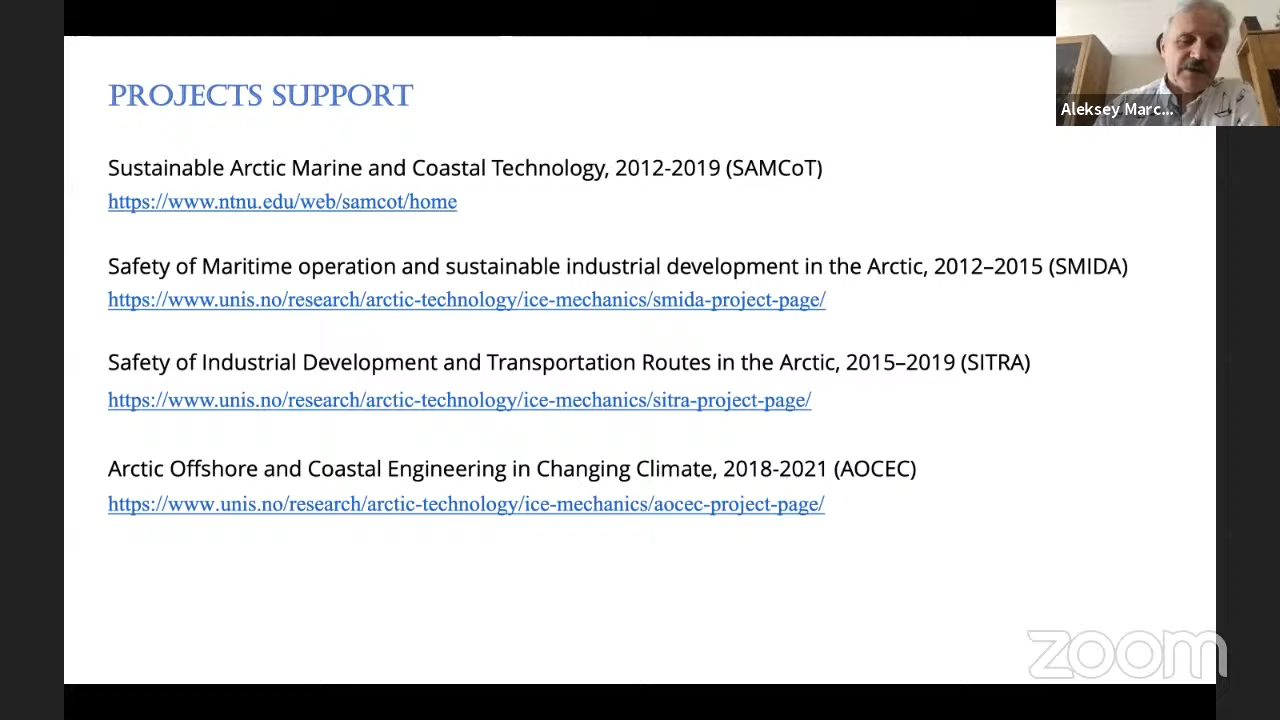 PROJECTS SUPPORT
Aleksey Marc...
Sustainable Arctic Marine and Coastal Technology, 2012-2019 (SAMCoT)
https://www.ntnu.edu/web/samcot/home
Safety of Maritime operation and sustainable industrial development in the Arctic, 2012–2015 (SMIDA)
https://www.unis.no/research/arctic-technology/ice-mechanics/smida-project-page/
Safety of Industrial Development and Transportation Routes in the Arctic, 2015–2019 (SITRA)
https://www.unis.no/research/arctic-technology/ice-mechanics/sitra-project-page/
Arctic Offshore and Coastal Engineering in Changing Climate, 2018-2021 (AOCEC)
https://www.unis.no/research/arctic-technology/ice-mechanics/aocec-project-page/
zoom